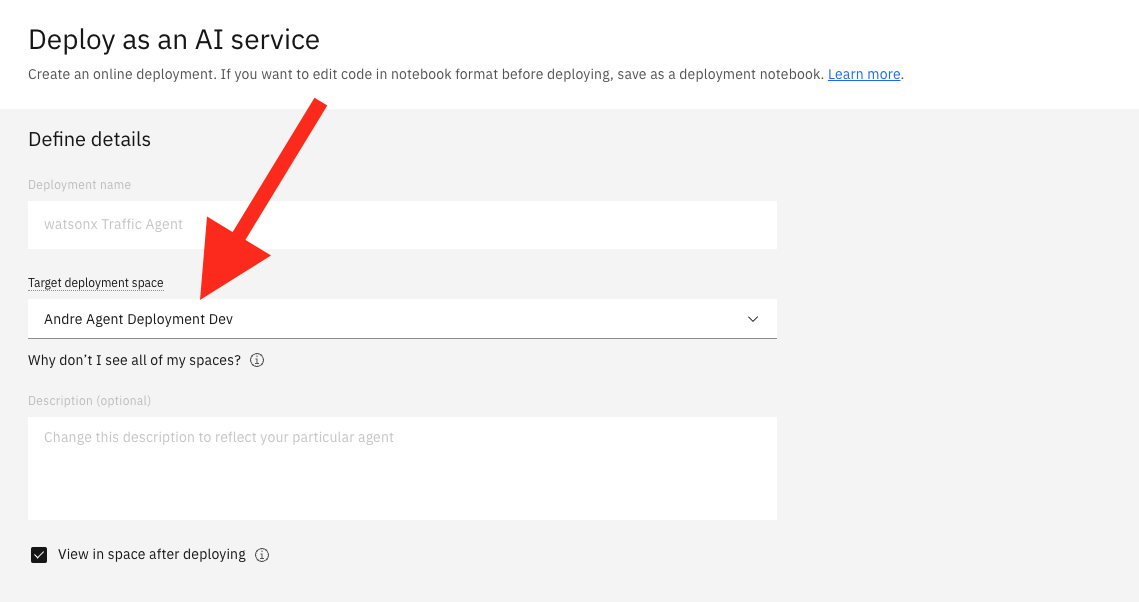 Deploy as an AI service
Create an online deployment. If you want to edit code in notebook format before deploying, save as a deployment notebook. Learn more.
Define details
Deployment name
watsonx Traffic Agent
Target deployment space
Andre Agent Deployment Dev
Why don’t I see all of my spaces?
Description (optional)
Change this description to reflect your particular agent
View in space after deploying